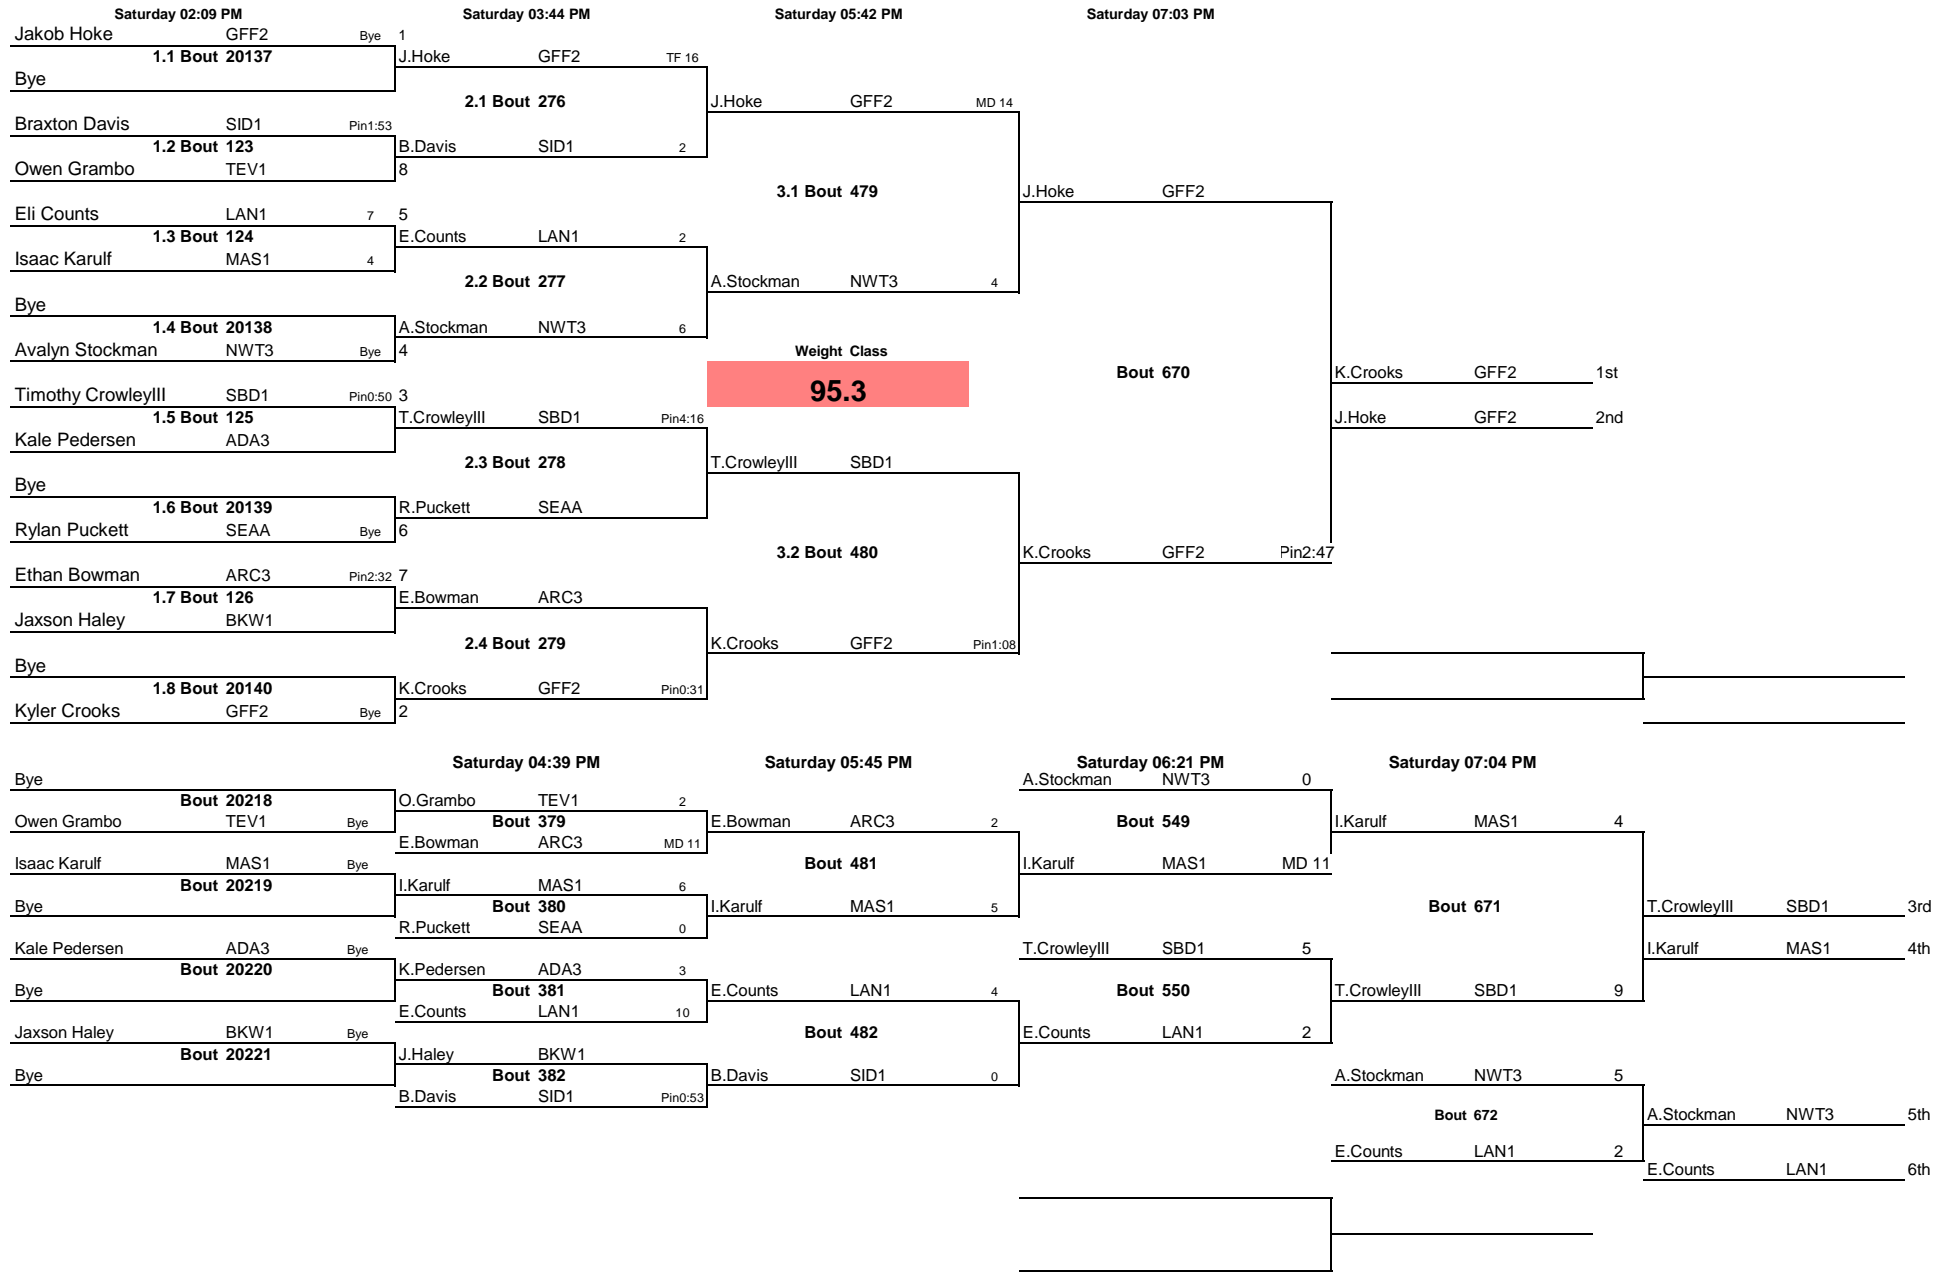 Saturday 02:09 PM Saturday 03:44 PM Saturday 05:42 PM Saturday 07:03 PM
Jakob Hoke GFF2 Bye 1
1.1 Bout 20137 J.Hoke GFF2 TF 16
Bye
2.1 Bout 276 J.Hoke GFF2 MD 14
Braxton Davis SID1 Pin1:53
1.2 Bout 123 B.Davis SID1 2
Owen Grambo TEV1 8
3.1 Bout 479 J.Hoke GFF2
Eli Counts LAN1 7 5
1.3 Bout 124 E.Counts LAN1 2
Isaac Karulf MAS1 4
2.2 Bout 277 A.Stockman NWT3 4
Bye
1.4 Bout 20138 A.Stockman NWT3 6
Avalyn Stockman NWT3 Bye 4 Weight Class
Bout 670 K.Crooks GFF2 1st
95.3
Timothy CrowleyIII SBD1 Pin0:50 3
1.5 Bout 125 T.CrowleyIII SBD1 Pin4:16 J.Hoke GFF2 2nd
Kale Pedersen ADA3
2.3 Bout 278 T.CrowleyIII SBD1
Bye
1.6 Bout 20139 R.Puckett SEAA
Rylan Puckett SEAA Bye 6
3.2 Bout 480 K.Crooks GFF2 Pin2:47
Ethan Bowman ARC3 Pin2:32 7
1.7 Bout 126 E.Bowman ARC3
Jaxson Haley BKW1
2.4 Bout 279 K.Crooks GFF2 Pin1:08
Bye
1.8 Bout 20140 K.Crooks GFF2 Pin0:31
Kyler Crooks GFF2 Bye 2
Saturday 04:39 PM Saturday 05:45 PM Saturday 06:21 PM Saturday 07:04 PM
Bye A.Stockman NWT3 0
Bout 20218 O.Grambo TEV1 2
Owen Grambo TEV1 Bye Bout 379 E.Bowman ARC3 2 Bout 549 I.Karulf MAS1 4
E.Bowman ARC3 MD 11
Isaac Karulf MAS1 Bye Bout 481 I.Karulf MAS1 MD 11
Bout 20219 I.Karulf MAS1 6
Bye Bout 380 I.Karulf MAS1 5 Bout 671 T.CrowleyIII SBD1 3rd
R.Puckett SEAA 0
Kale Pedersen ADA3 Bye T.CrowleyIII SBD1 5 I.Karulf MAS1 4th
Bout 20220 K.Pedersen ADA3 3
Bye Bout 381 E.Counts LAN1 4 Bout 550 T.CrowleyIII SBD1 9
E.Counts LAN1 10
Jaxson Haley BKW1 Bye Bout 482 E.Counts LAN1 2
Bout 20221 J.Haley BKW1
Bye Bout 382 B.Davis SID1 0 A.Stockman NWT3 5
B.Davis SID1 Pin0:53
Bout 672 A.Stockman NWT3 5th
E.Counts LAN1 2
E.Counts LAN1 6th